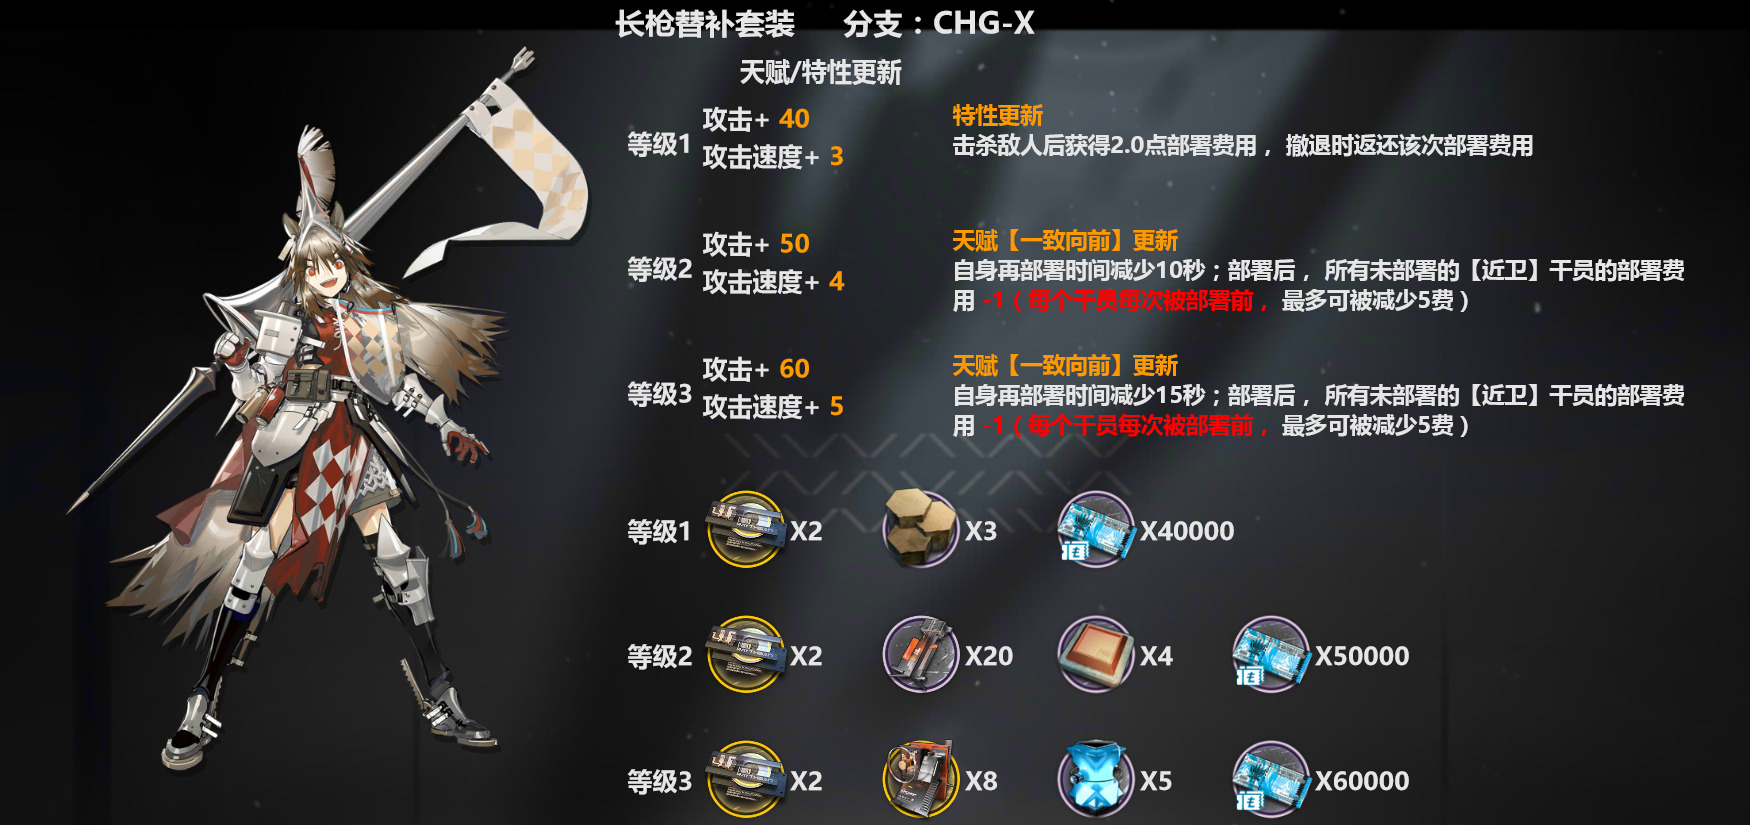 长枪替补套装 分支：CHG-X
天赋/特性更新
等级1
攻击+ 40
攻击速度+ 3
特性更新
击杀敌人后获得2.0点部署费用，撤退时返还该次部署费用
等级2
攻击+ 50
攻击速度+ 4
天赋【一致向前】更新
自身再部署时间减少10秒；部署后，所有未部署的【近卫】干员的部署费
用 -1（每个干员每次被部署前，最多可被减少5费）
等级3
攻击+ 60
攻击速度+ 5
天赋【一致向前】更新
自身再部署时间减少15秒；部署后，所有未部署的【近卫】干员的部署费
用 -1（每个干员每次被部署前，最多可被减少5费）
等级1 X2 X3 X40000
等级2 X2 X20 X4 X50000
等级3 X2 X8 X5 X60000